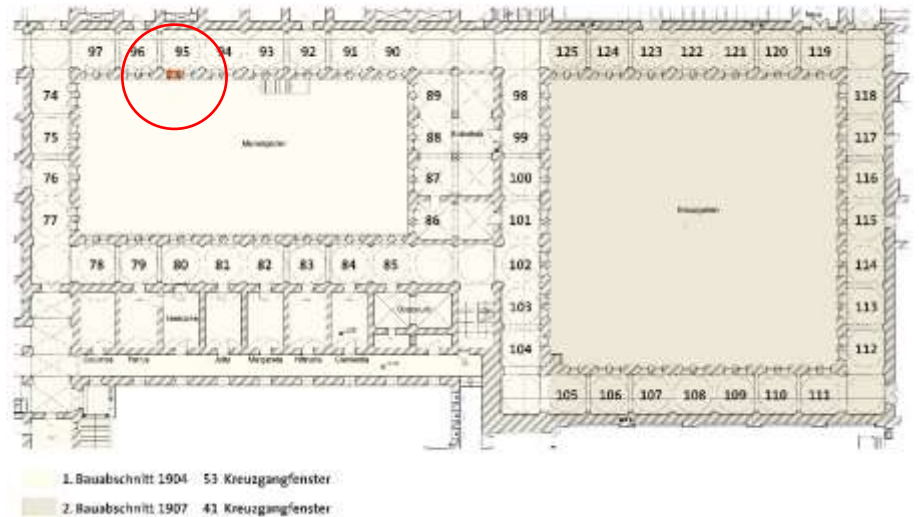 97 96 95 94 93 92 91 90 125 124 123 122 121 120 119
74 89 98 118
75 88 99 117
76 87 100 116
77 86 101 115
78 79 80 81 82 83 84 85 102 114
103 113
104 112
Margareta
105 106 107 108 109 110 111
1. Bauabschnitt 1904 53 Kreuzgangfenster
2. Bauabschnitt 1907 41 Kreuzgangfenster